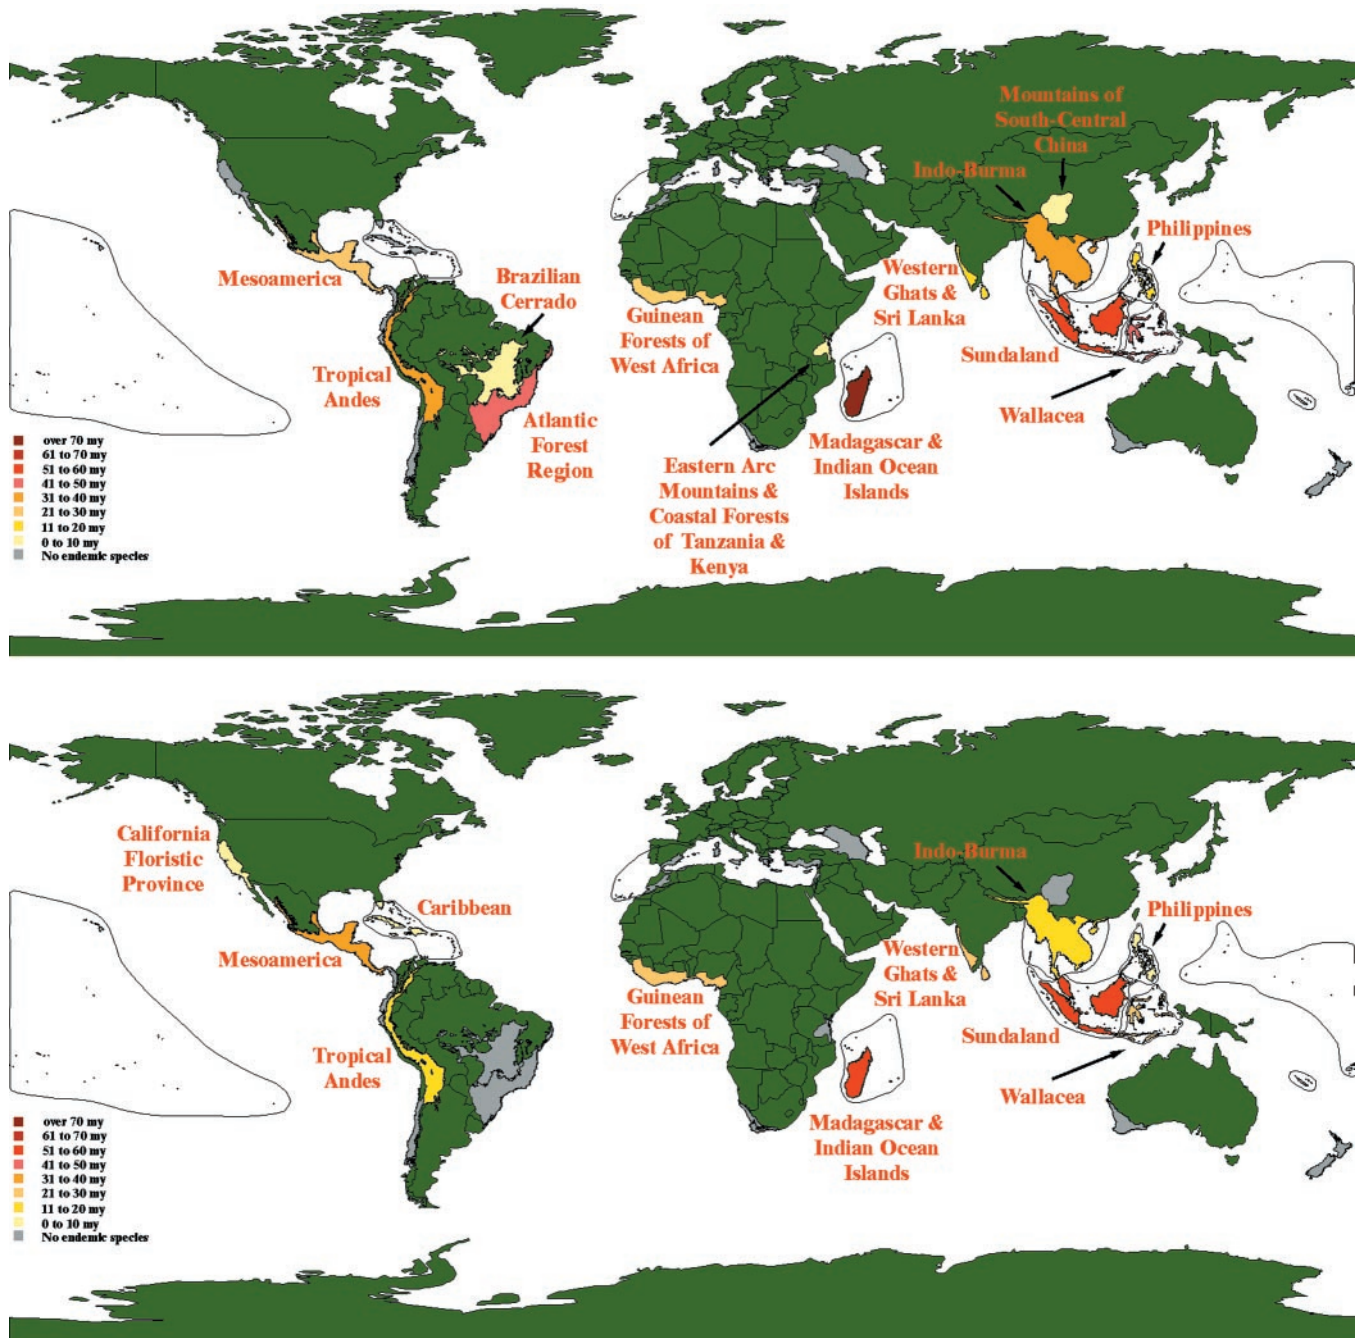 Mountains of
South-Central
China
Indo-Burma
Philippines
Mesoamerica
Brazilian
Cerrado
Western
Ghats &
Sri Lanka
Guinean
Forests of
West Africa
Sundaland
Tropical
Andes
Wallacea
Atlantic
Forest
Region
Madagascar &
Indian Ocean
Islands
Eastern Arc
Mountains &
Coastal Forests
of Tanzania &
Kenya
over 70 my
61 to 70 my
51 to 60 my
41 to 50 my
31 to 40 my
21 to 30 my
11 to 20 my
0 to 10 my
No endemic species
California
Floristic
Province
Indo-Burma
Caribbean
Philippines
Mesoamerica
Western
Ghats &
Sri Lanka
Guinean
Forests of
West Africa
Sundaland
Tropical
Andes
Wallacea
Madagascar &
Indian Ocean
Islands
over 70 my
61 to 70 my
51 to 60 my
41 to 50 my
31 to 40 my
21 to 30 my
11 to 20 my
0 to 10 my
No endemic species